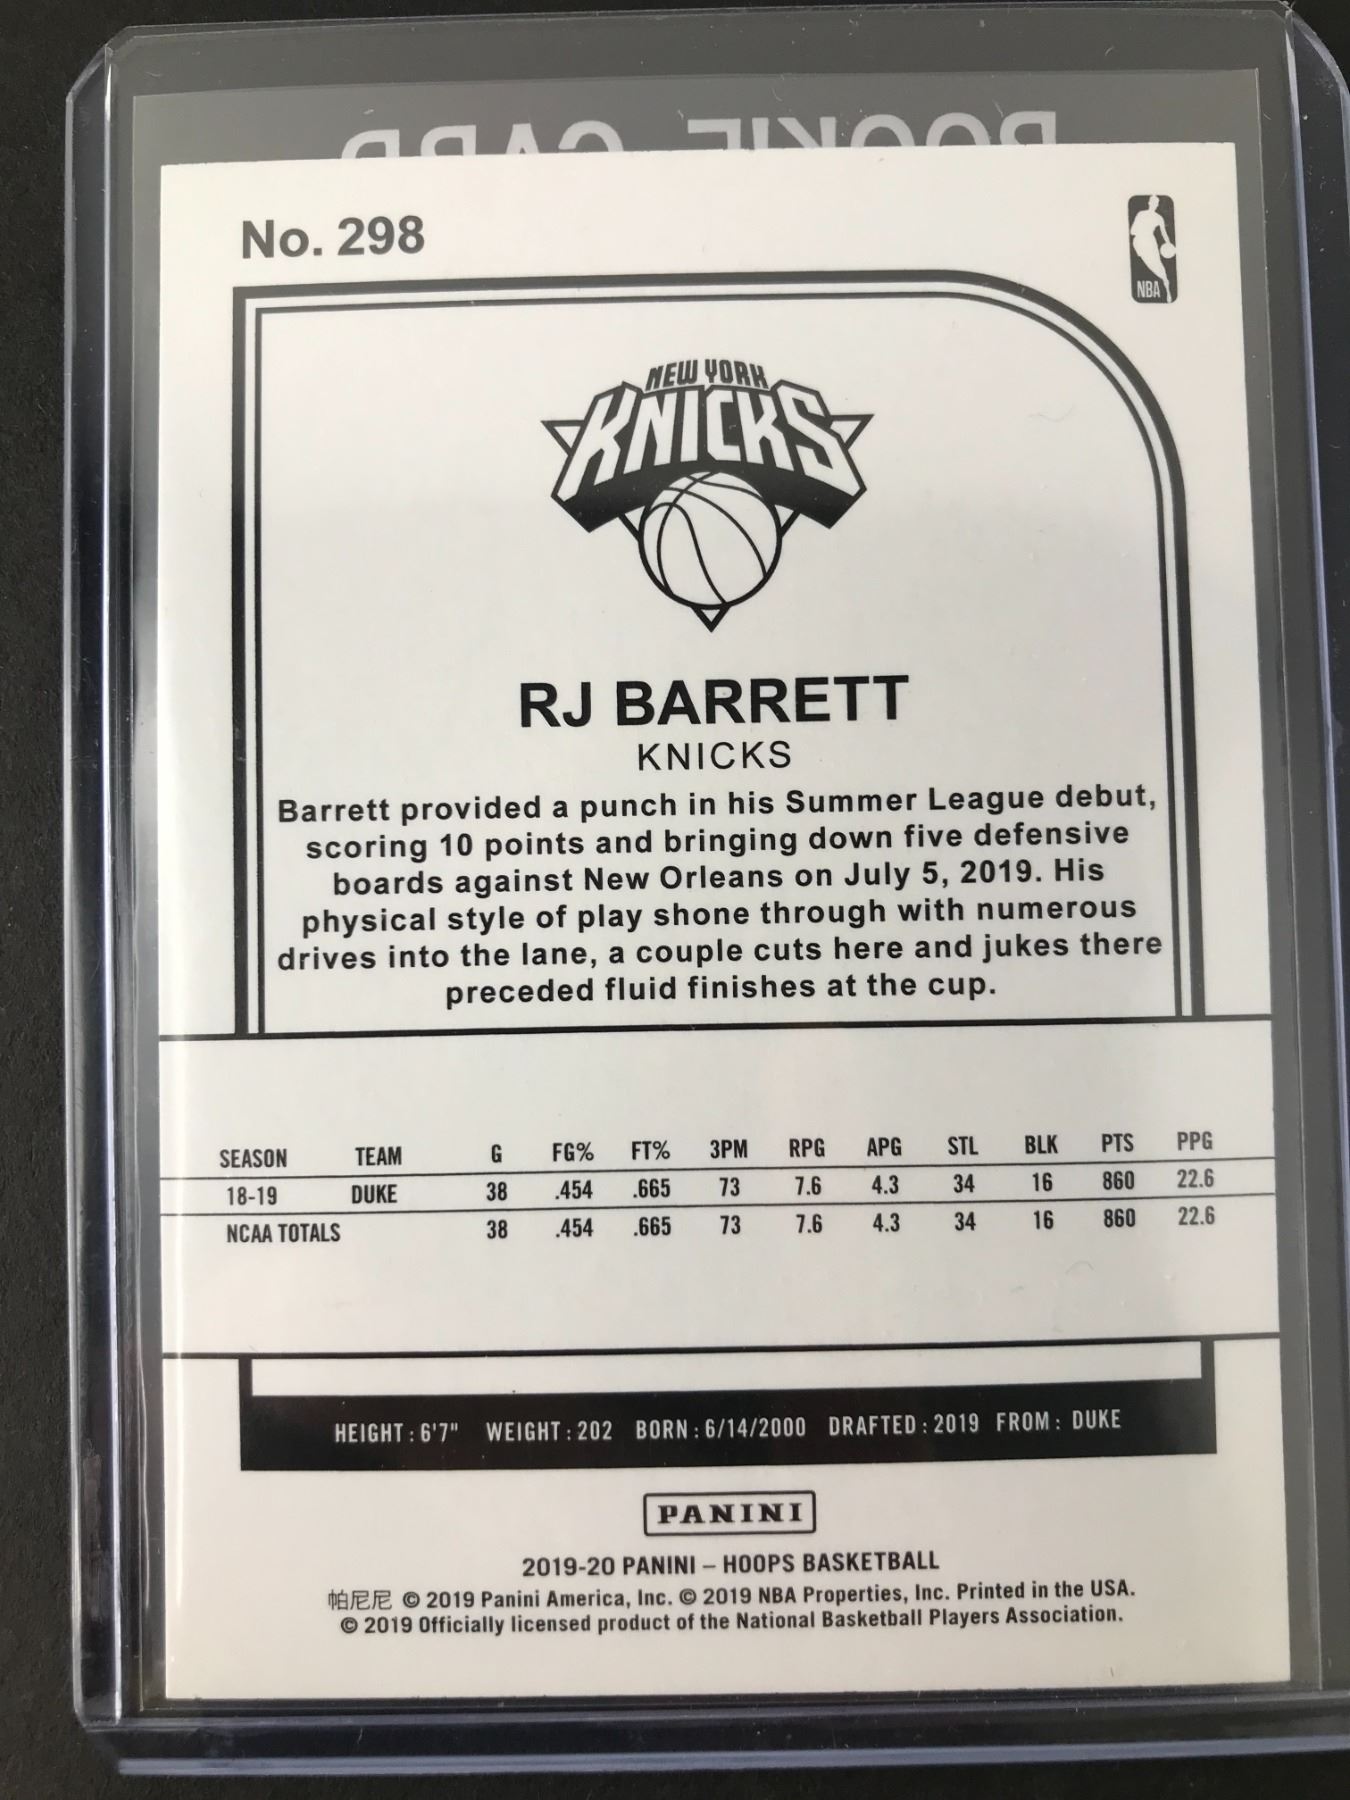 ROOKIE CARD
No. 298
NBA
NEW YORK
KNICKS
RJ BARRETT
KNICKS
Barrett provided a punch in his Summer League debut,
scoring 10 points and bringing down five defensive
boards against New Orleans on July 5, 2019. His
physical style of play shone through with numerous
drives into the lane, a couple cuts here and jukes there
preceded fluid finishes at the cup.
SEASON TEAM G FG% FT% 3PM RPG APG STL BLK PTS PPG
18-19 DUKE 38 .454 .665 73 7.6 4.3 34 16 860 22.6
NCAA TOTALS 38 .454 .665 73 7.6 4.3 34 16 860 22.6
HEIGHT: 6'7" WEIGHT: 202 BORN: 6/14/2000 DRAFTED: 2019 FROM: DUKE
PANINI
2019-20 PANINI – HOOPS BASKETBALL
帕尼尼 © 2019 Panini America, Inc. © 2019 NBA Properties, Inc. Printed in the USA.
© 2019 Officially licensed product of the National Basketball Players Association.